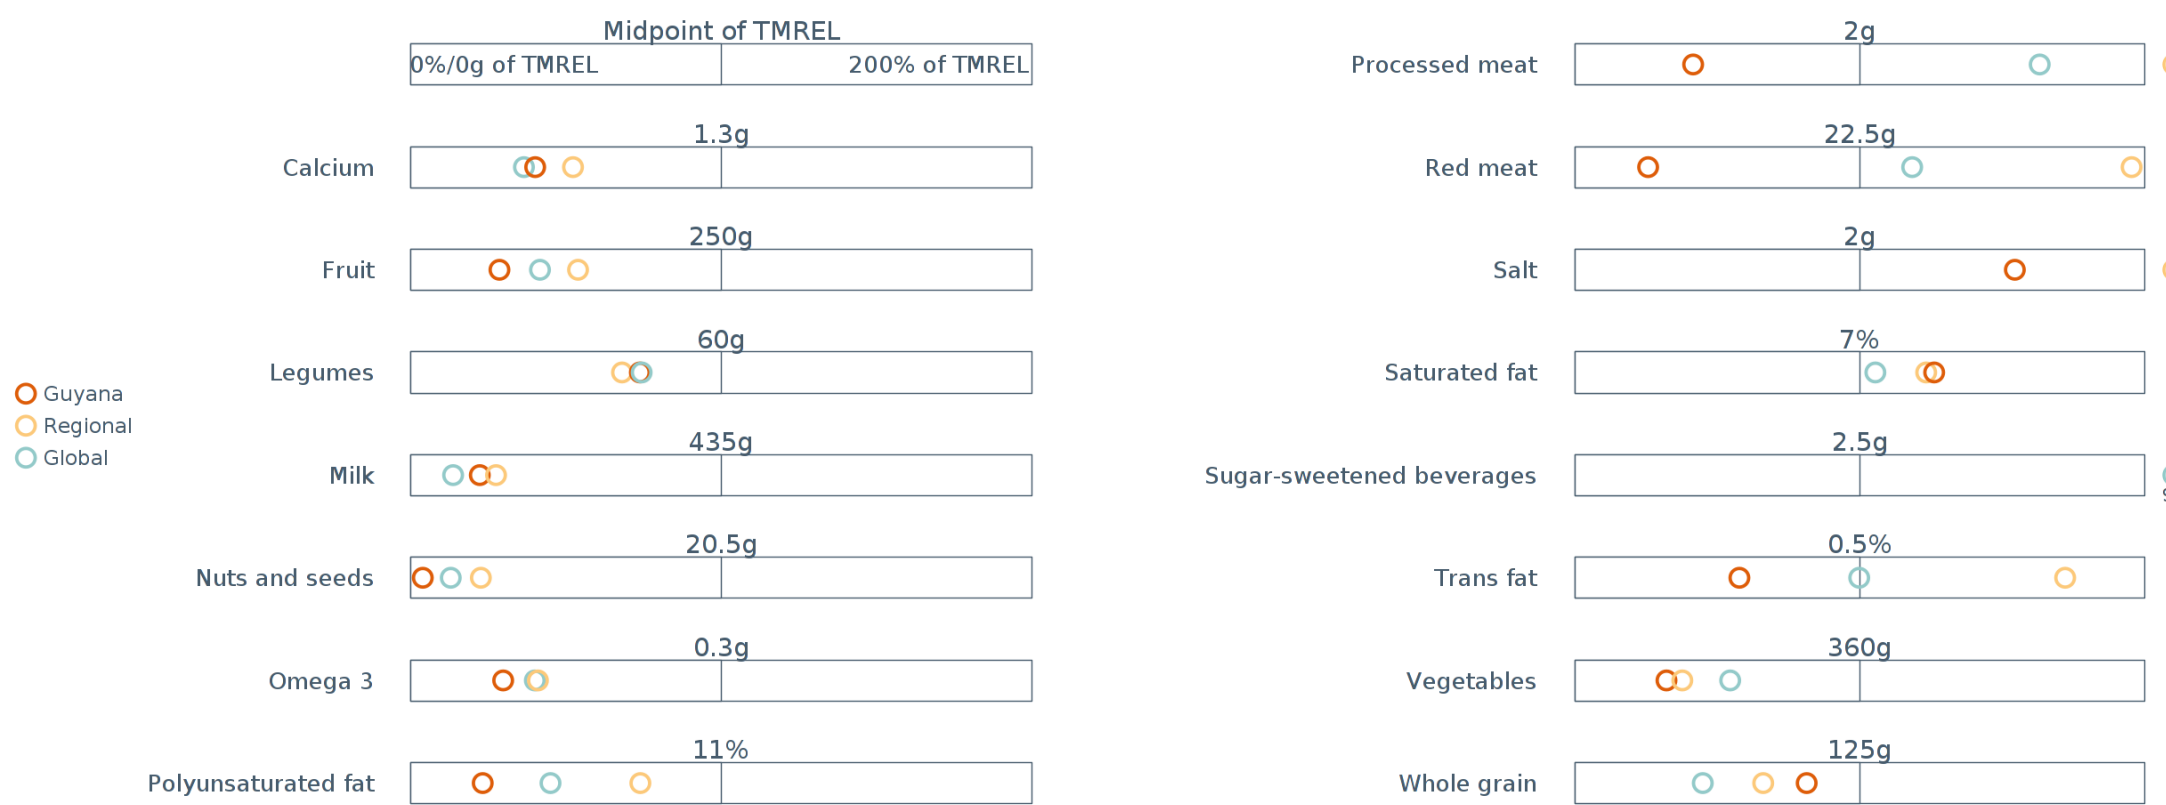 Midpoint of TMREL
0%/0g of TMREL 200% of TMREL
1.3g
Calcium
250g
Fruit
60g
Legumes
435g
Milk
20.5g
Nuts and seeds
0.3g
Omega 3
11%
Polyunsaturated fat
Guyana
Regional
Global
2g
Processed meat
22.5g
Red meat
2g
Salt
7%
Saturated fat
2.5g
Sugar-sweetened beverages
0.5%
Trans fat
360g
Vegetables
125g
Whole grain